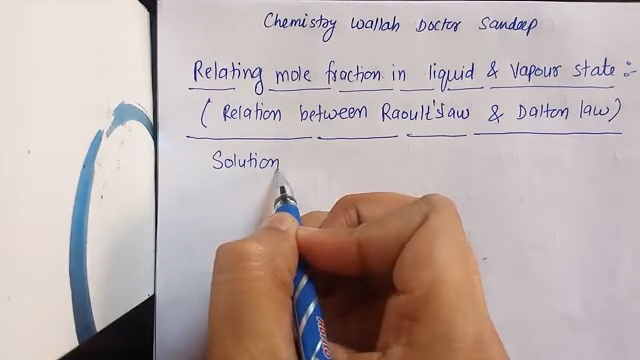 Chemistry Wallah Doctor Sandeep
Relating mole fraction in liquid & Vapour state :-
( Relation between Raoult's law & Dalton law )
Solution